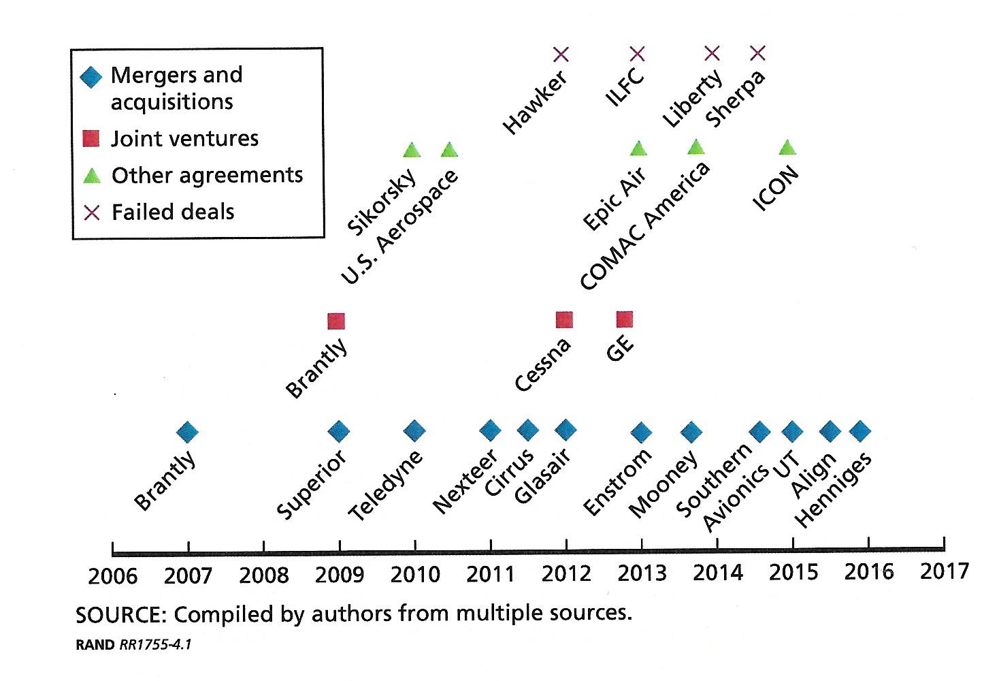 Mergers and
acquisitions
Joint ventures
Other agreements
Failed deals
Hawker
ILFC
Liberty
Sherpa
Sikorsky
U.S. Aerospace
Epic Air
COMAC America
ICON
Brantly
Cessna
GE
Brantly
Superior
Teledyne
Nexteer
Cirrus
Glasair
Enstrom
Mooney
Southern
Avionics
UT
Align
Henniges
2006 2007 2008 2009 2010 2011 2012 2013 2014 2015 2016 2017
SOURCE: Compiled by authors from multiple sources.
RAND RR1755-4.1